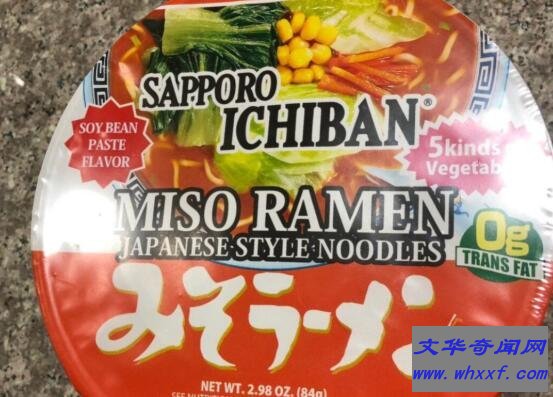 SAPPORO
ICHIBAN®
SOY BEAN
PASTE
FLAVOR
5kinds
MISO RAMEN
JAPANESE-STYLE NOODLES
0g
TRANS FAT
みそラーメン
NET WT. 2.98 OZ. (84g)
文华奇闻网
www.whxxf.com